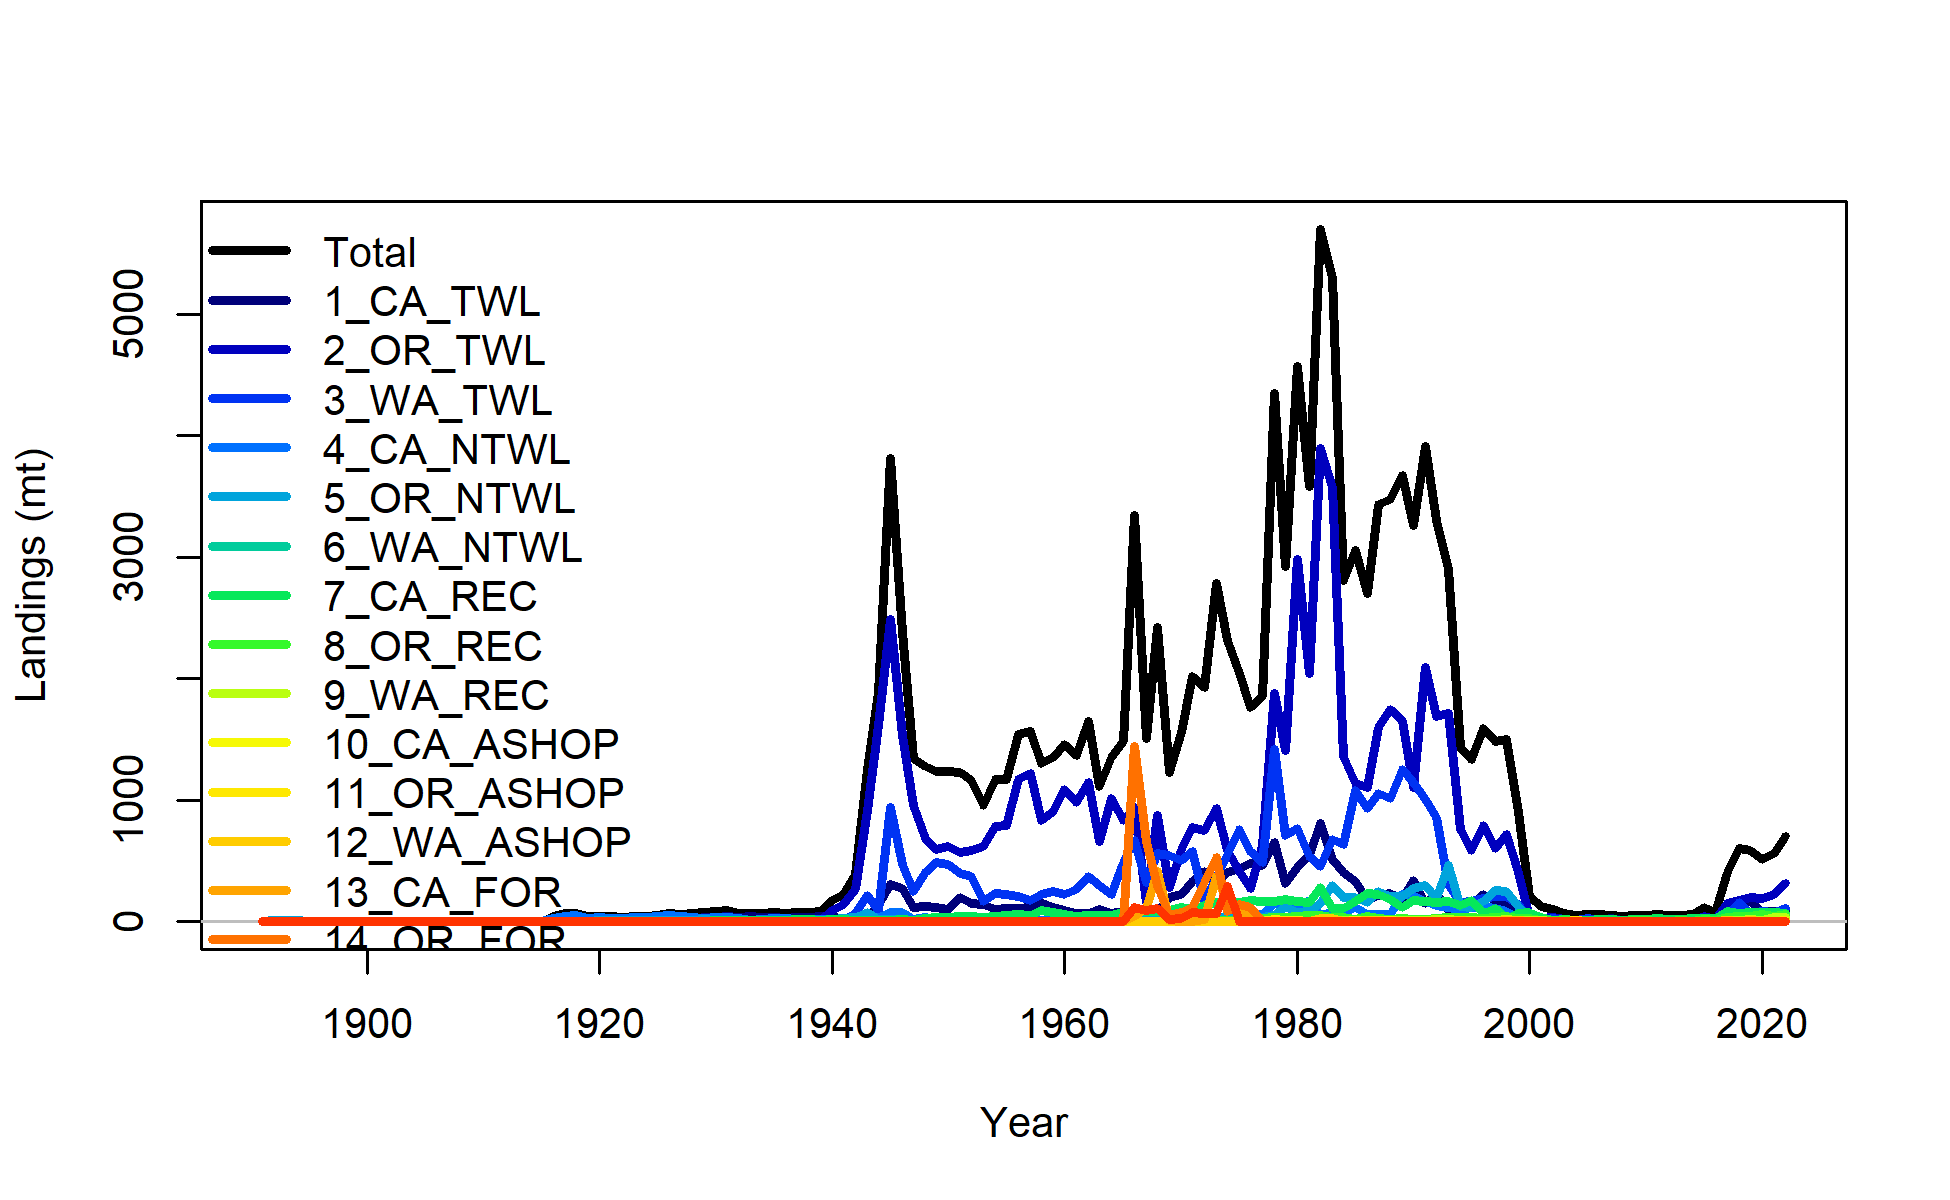 Total
1_CA_TWL
2_OR_TWL
3_WA_TWL
4_CA_NTWL
5_OR_NTWL
6_WA_NTWL
7_CA_REC
8_OR_REC
9_WA_REC
10_CA_ASHOP
11_OR_ASHOP
12_WA_ASHOP
13_CA_FOR
14_OR_FOR
Landings (mt)
5000
3000
1000
0
1900 1920 1940 1960 1980 2000 2020
Year